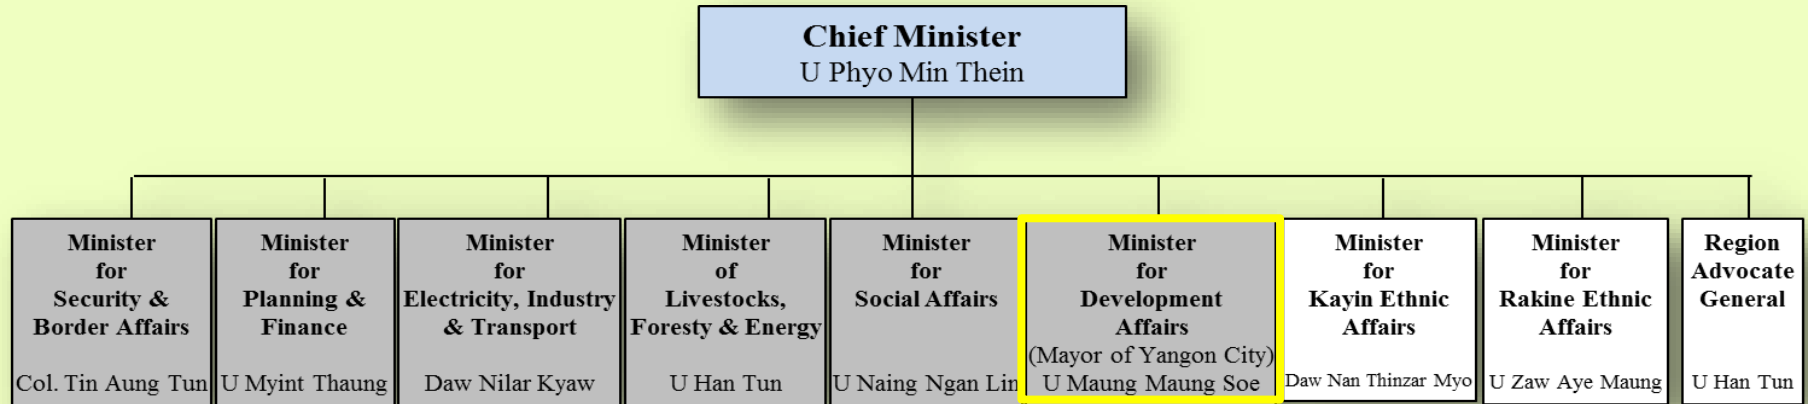 Chief Minister
U Phyo Min Thein
Minister
for
Security &
Border Affairs
Col. Tin Aung Tun
Minister
for
Planning &
Finance
U Myint Thaung
Minister
for
Electricity, Industry
& Transport
Daw Nilar Kyaw
Minister
of
Livestocks,
Foresty & Energy
U Han Tun
Minister
for
Social Affairs
U Naing Ngan Lin
Minister
for
Development
Affairs
(Mayor of Yangon City)
U Maung Maung Soe
Minister
for
Kayin Ethnic
Affairs
Daw Nan Thinzar Myo
Minister
for
Rakine Ethnic
Affairs
U Zaw Aye Maung
Region
Advocate
General
U Han Tun